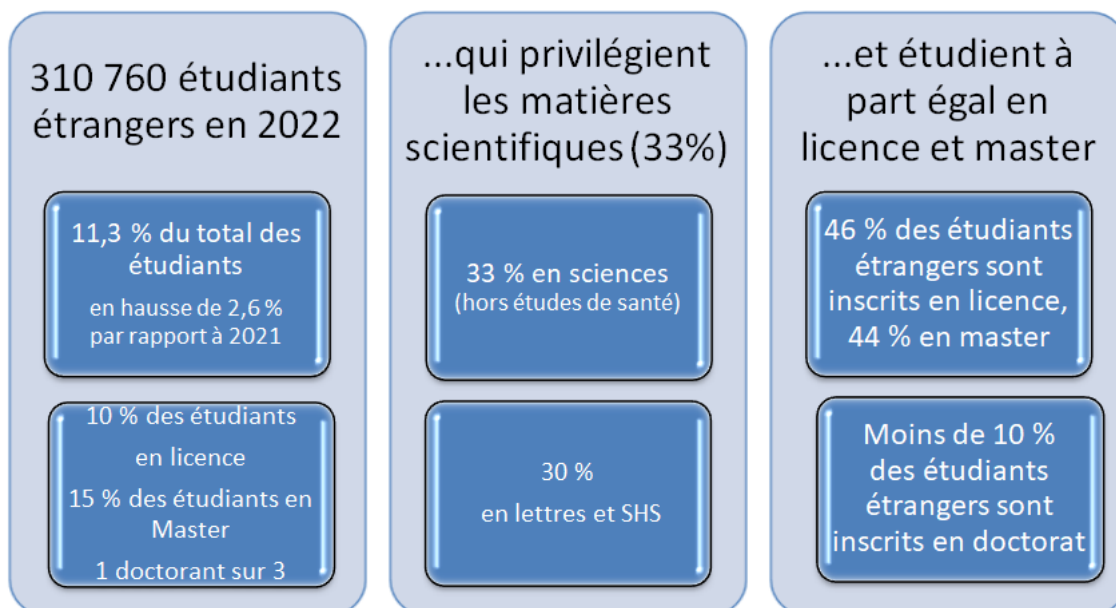 310 760 étudiants
étrangers en 2022
11,3 % du total des
étudiants
en hausse de 2,6 %
par rapport à 2021
10 % des étudiants
en licence
15 % des étudiants en
Master
1 doctorant sur 3
...qui privilégient
les matières
scientifiques (33%)
33 % en sciences
(hors études de santé)
30 %
en lettres et SHS
...et étudient à
part égal en
licence et master
46 % des étudiants
étrangers sont
inscrits en licence,
44 % en master
Moins de 10 %
des étudiants
étrangers sont
inscrits en doctorat